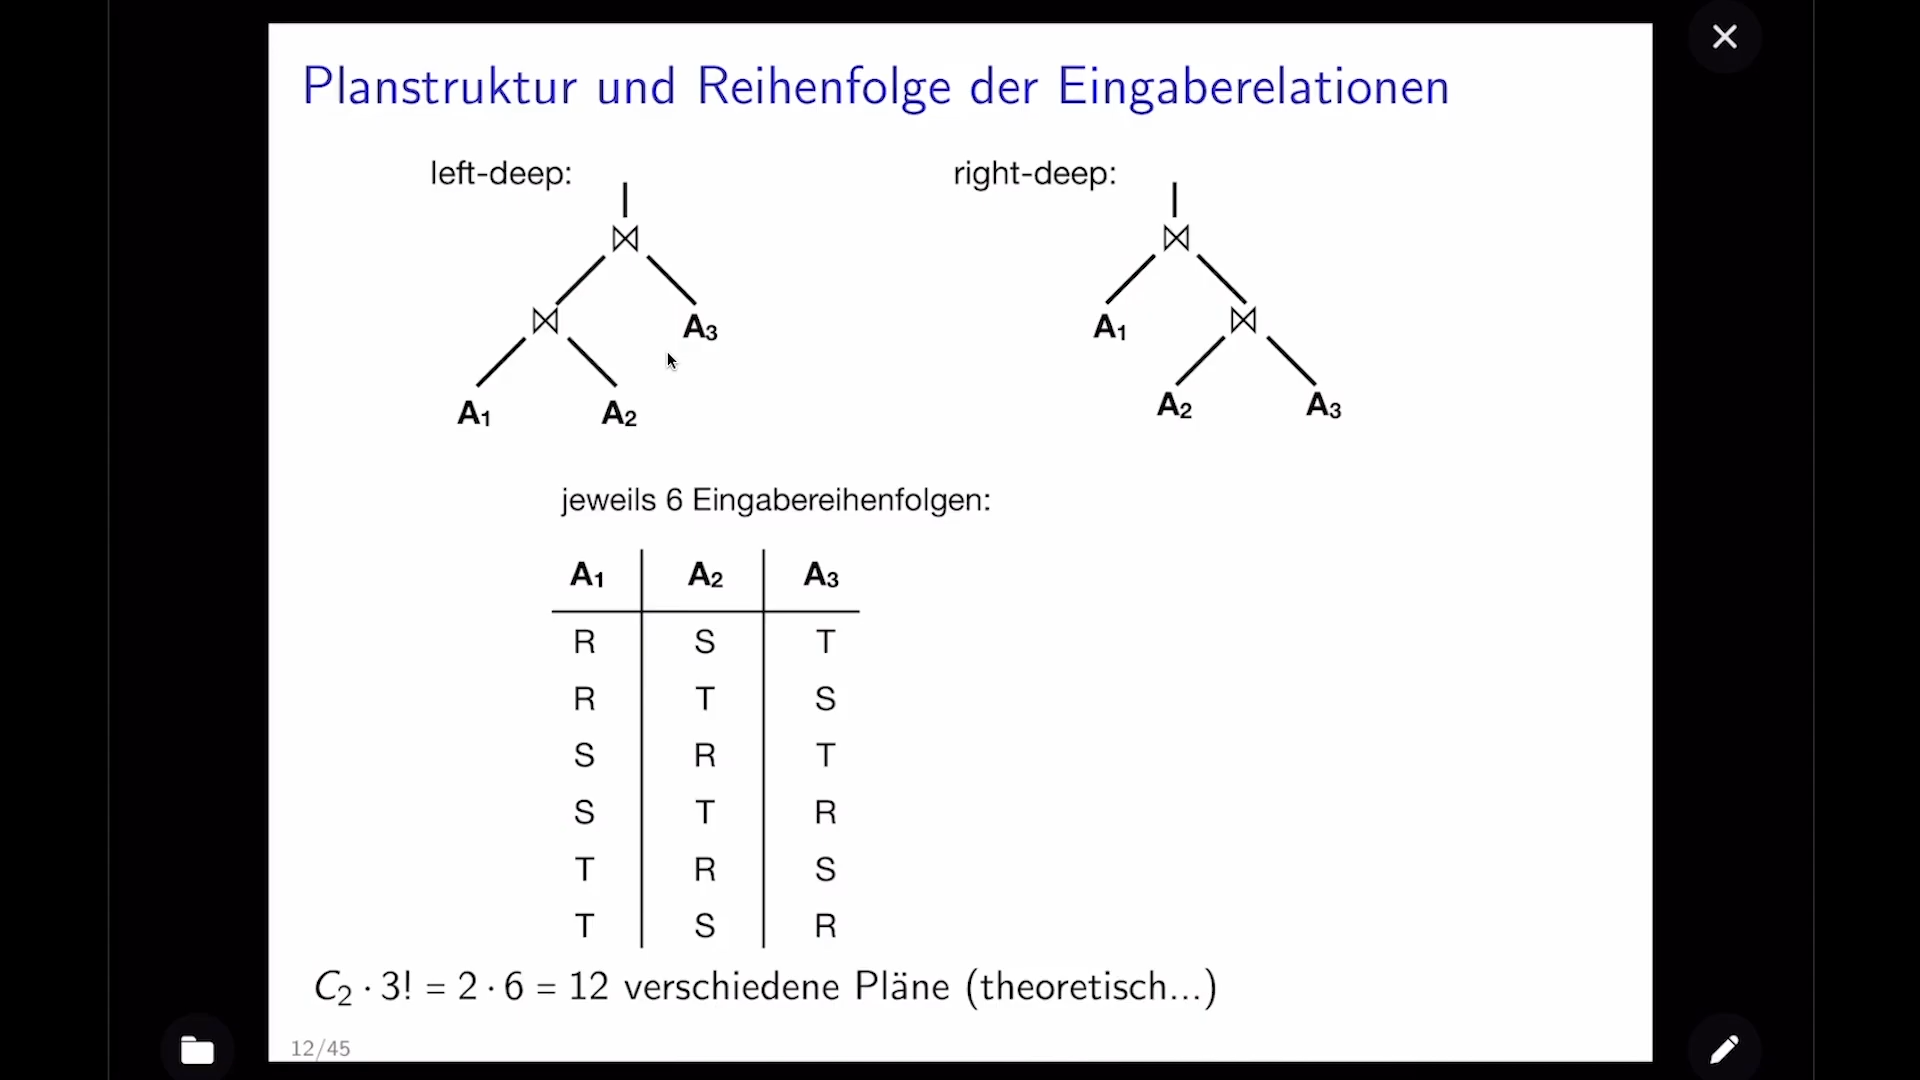 Planstruktur und Reihenfolge der Eingaberelationen
left-deep:
right-deep:
⋈
⋈
⋈
A₃
A₁
⋈
A₁
A₂
A₂
A₃
jeweils 6 Eingabereihenfolgen:
A₁ A₂ A₃
R S T
R T S
S R T
S T R
T R S
T S R
C₂ · 3! = 2 · 6 = 12 verschiedene Pläne (theoretisch...)
12/45